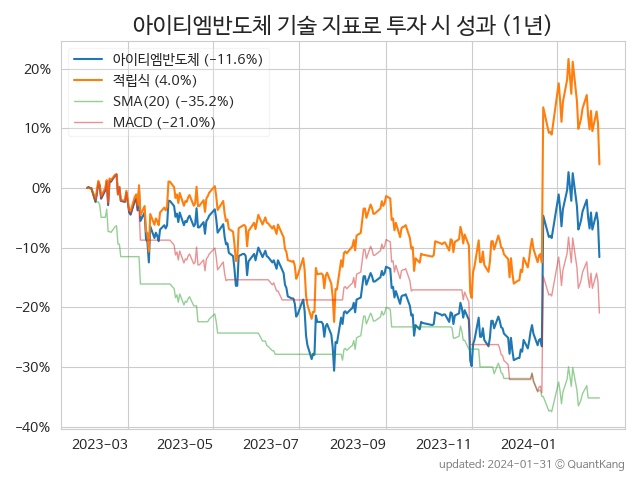 아이티엠반도체 기술 지표로 투자 시 성과 (1년)
아이티엠반도체 (−11.6%)
적립식 (4.0%)
SMA(20) (−35.2%)
MACD (−21.0%)
20%
10%
0%
−10%
−20%
−30%
−40%
2023-03 2023-05 2023-07 2023-09 2023-11 2024-01
updated: 2024-01-31 © QuantKang